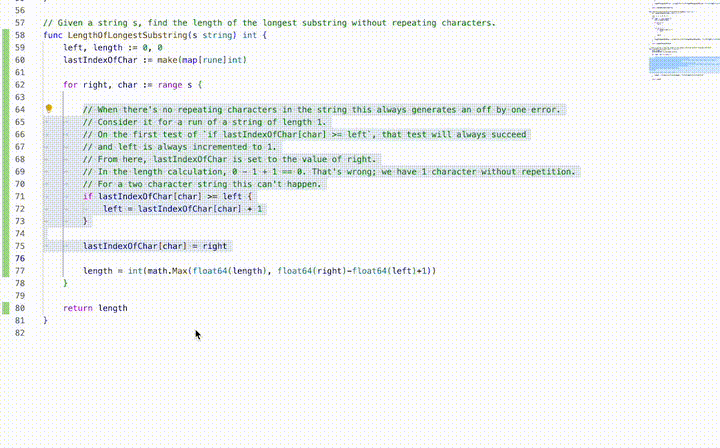 56
57 // Given a string s, find the length of the longest substring without repeating characters.
58 func LengthOfLongestSubstring(s string) int {
59 left, length := 0, 0
60 lastIndexOfChar := make(map[rune]int)
61
62 for right, char := range s {
63
64 // When there's no repeating characters in the string this always generates an off by one error.
65 // Consider it for a run of a string of length 1.
66 // On the first test of `if lastIndexOfChar[char] >= left`, that test will always succeed
67 // and left is always incremented to 1.
68 // From here, lastIndexOfChar is set to the value of right.
69 // In the length calculation, 0 - 1 + 1 == 0. That's wrong; we have 1 character without repetition.
70 // For a two character string this can't happen.
71 if lastIndexOfChar[char] >= left {
72 left = lastIndexOfChar[char] + 1
73 }
74
75 lastIndexOfChar[char] = right
76
77 length = int(math.Max(float64(length), float64(right)-float64(left)+1))
78 }
79
80 return length
81 }
82